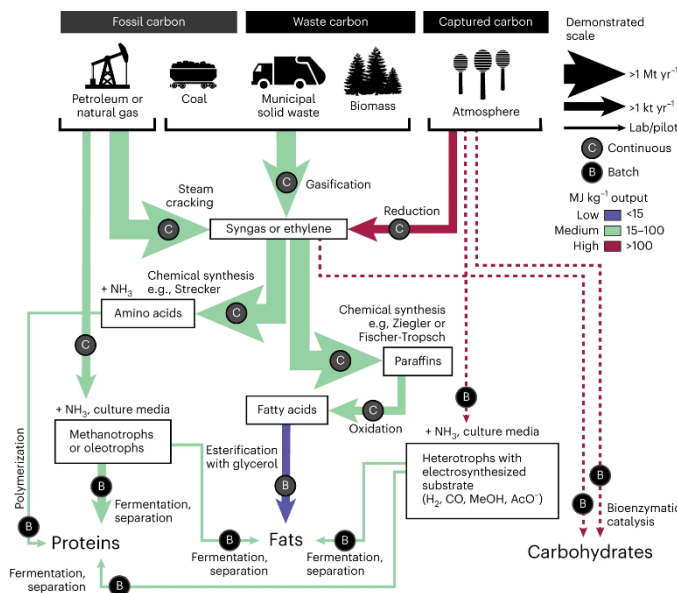 Fossil carbon
Waste carbon
Captured carbon
Demonstrated
scale
>1 Mt yr⁻¹
>1 kt yr⁻¹
Lab/pilot
C Continuous
B Batch
MJ kg⁻¹ output
Low <15
Medium 15–100
High >100
Petroleum or
natural gas
Coal
Municipal
solid waste
Biomass
Atmosphere
Steam
cracking
C
C
Gasification
Reduction
C
Syngas or ethylene
Chemical synthesis
e.g., Strecker
+ NH₃
Amino acids
C
Chemical synthesis
e.g, Ziegler or
Fischer-Tropsch
C
Paraffins
C
Fatty acids
C
Oxidation
B
+ NH₃, culture media
Methanotrophs
or oleotrophs
Esterification
with glycerol
+ NH₃, culture media
Heterotrophs with
electrosynthesized
substrate
(H₂, CO, MeOH, AcO⁻)
Polymerization
B
Fermentation,
separation
B
B
B
Bioenzymatic
catalysis
B
B
Proteins
B
Fats
B
Carbohydrates
Fermentation,
separation
Fermentation,
separation
Fermentation,
separation
B